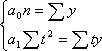 a₀n = ∑y
a₁∑t² = ∑ty